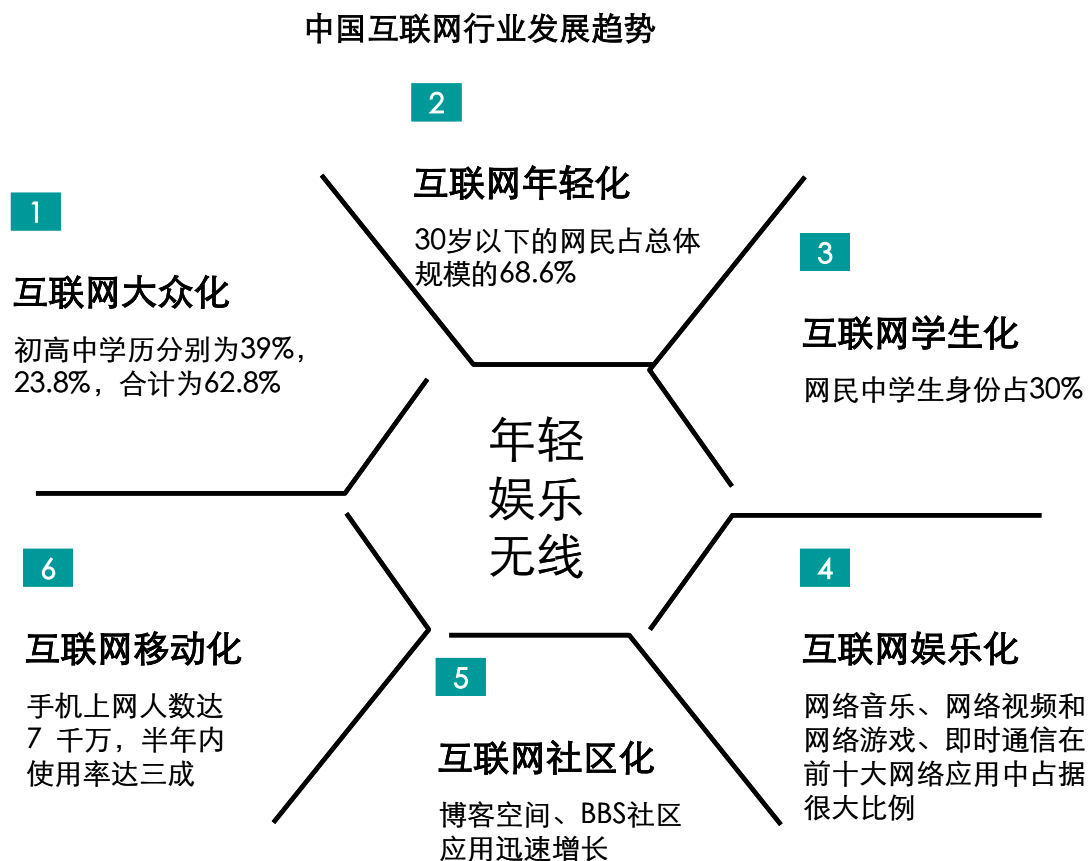 中国互联网行业发展趋势
1
互联网大众化
初高中学历分别为39%，
23.8%，合计为62.8%
2
互联网年轻化
30岁以下的网民占总体
规模的68.6%
3
互联网学生化
网民中学生身份占30%
年轻
娱乐
无线
4
互联网娱乐化
网络音乐、网络视频和
网络游戏、即时通信在
前十大网络应用中占据
很大比例
5
互联网社区化
博客空间、BBS社区
应用迅速增长
6
互联网移动化
手机上网人数达
7 千万，半年内
使用率达三成